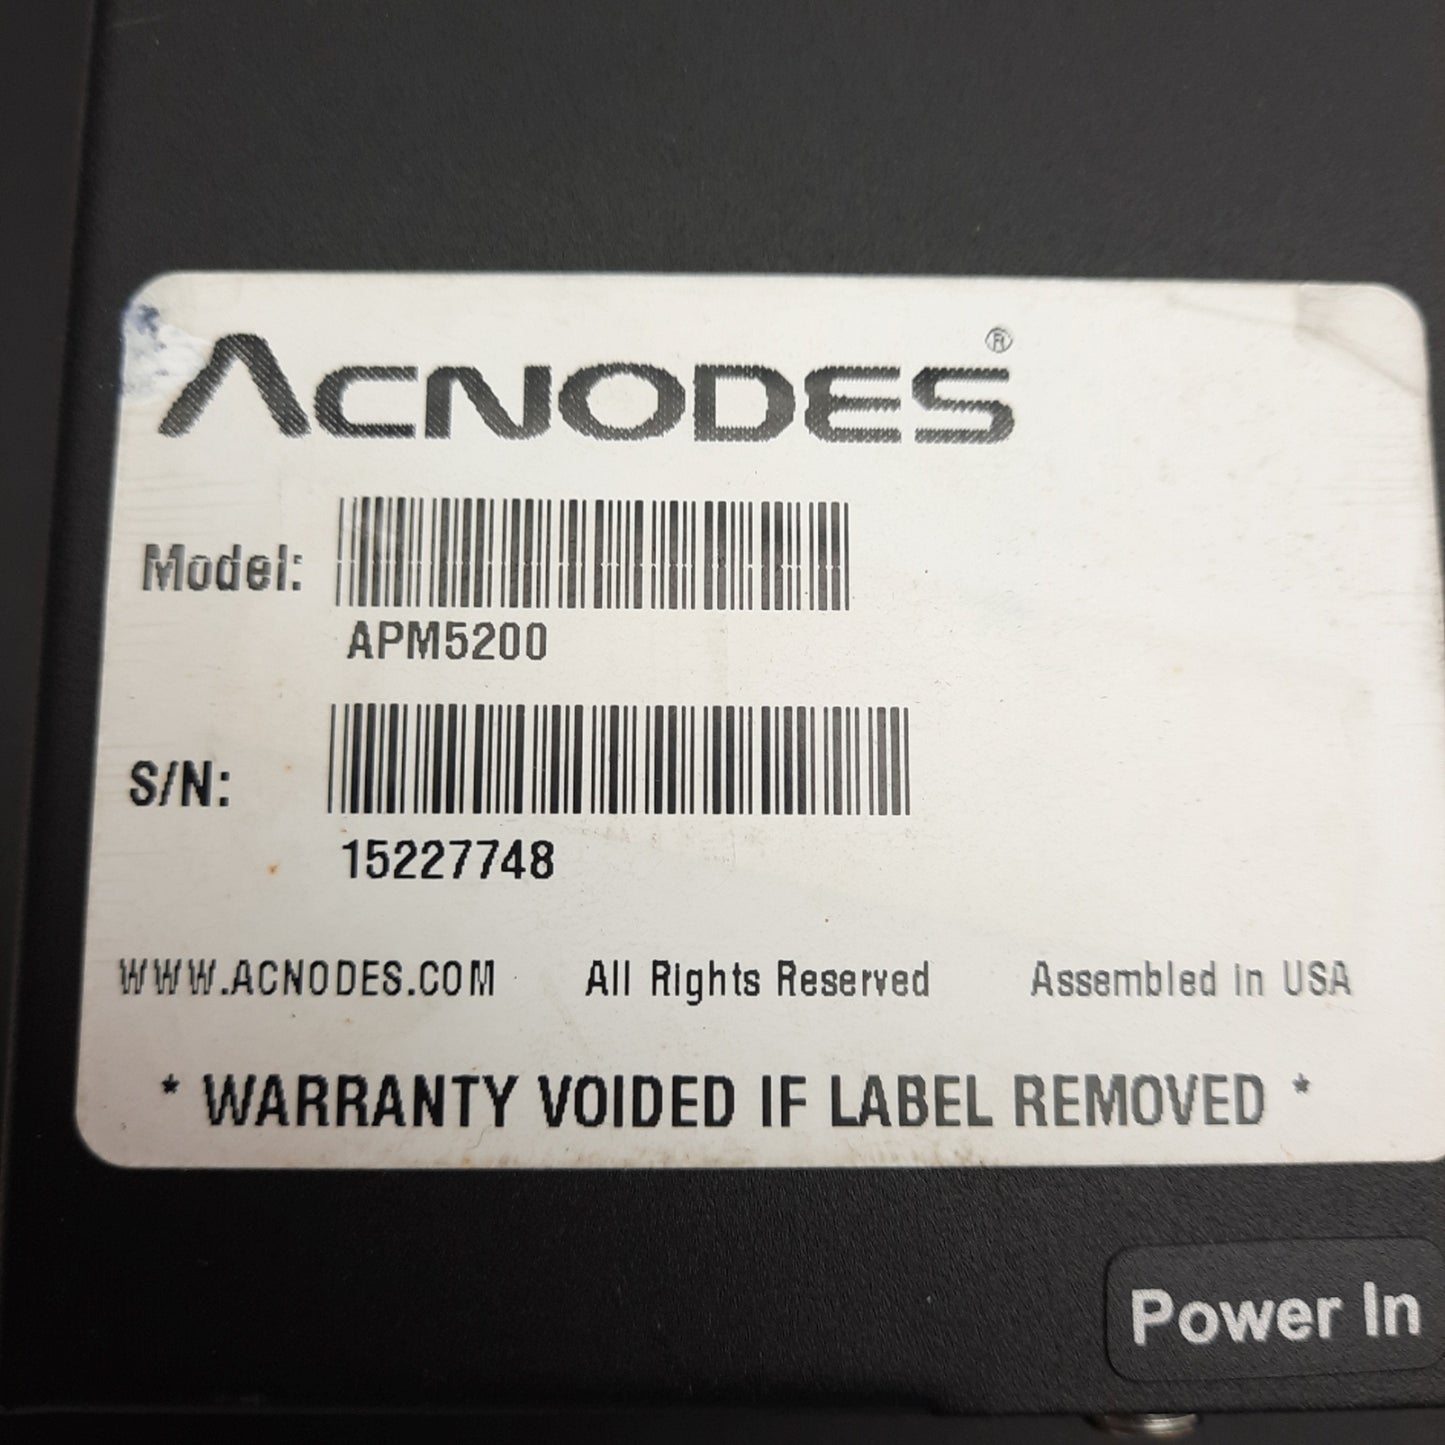 ACNODES®
Model:
APM5200
S/N:
15227748
WWW.ACNODES.COM All Rights Reserved Assembled in USA
* WARRANTY VOIDED IF LABEL REMOVED *
Power In